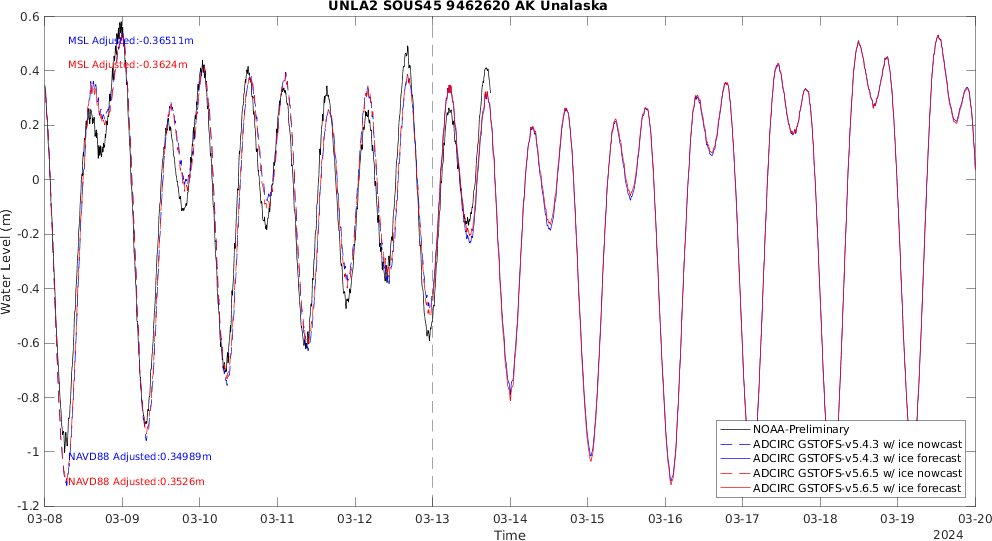 UNLA2 SOUS45 9462620 AK Unalaska
0.6
0.4
0.2
0
-0.2
-0.4
-0.6
-0.8
-1
-1.2
Water Level (m)
MSL Adjusted:-0.36511m
MSL Adjusted:-0.3624m
NAVD88 Adjusted:0.34989m
NAVD88 Adjusted:0.3526m
NOAA-Preliminary
ADCIRC GSTOFS-v5.4.3 w/ ice nowcast
ADCIRC GSTOFS-v5.4.3 w/ ice forecast
ADCIRC GSTOFS-v5.6.5 w/ ice nowcast
ADCIRC GSTOFS-v5.6.5 w/ ice forecast
03-08 03-09 03-10 03-11 03-12 03-13 03-14 03-15 03-16 03-17 03-18 03-19 03-20
Time
2024